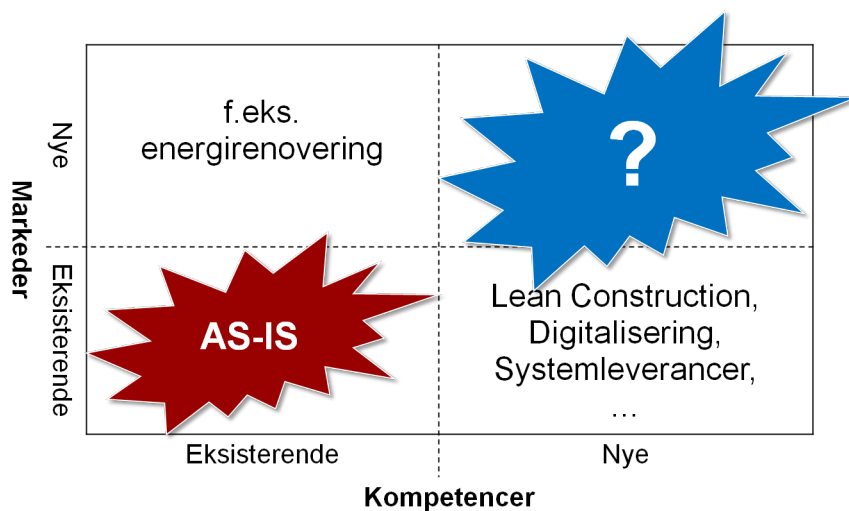 f.eks.
energirenovering
?
Nye
Markeder
Eksisterende
AS-IS
Lean Construction,
Digitalisering,
Systemleverancer,
...
Eksisterende
Nye
Kompetencer